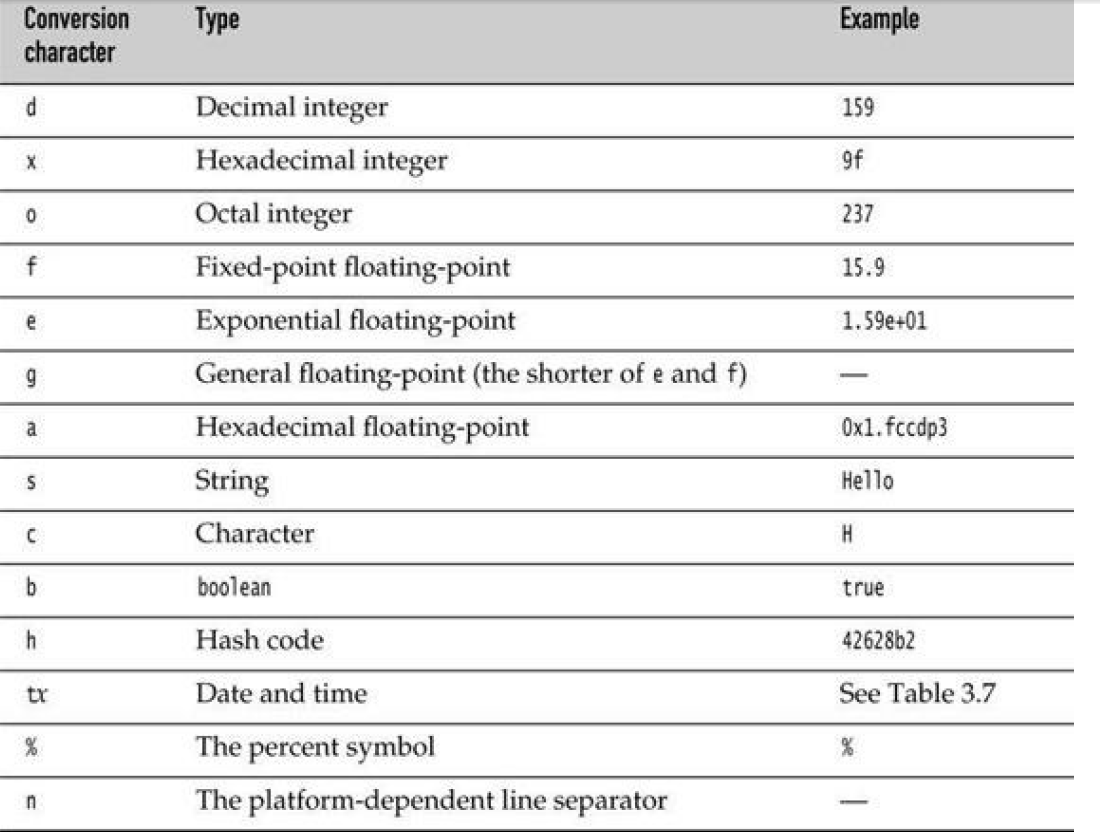 Conversion character Type Example
d Decimal integer 159
x Hexadecimal integer 9f
o Octal integer 237
f Fixed-point floating-point 15.9
e Exponential floating-point 1.59e+01
g General floating-point (the shorter of e and f) —
a Hexadecimal floating-point 0x1.fccdp3
s String Hello
c Character H
b boolean true
h Hash code 42628b2
tx Date and time See Table 3.7
% The percent symbol %
n The platform-dependent line separator —